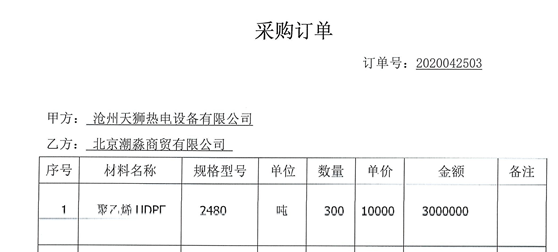 采购订单
订单号：2020042503
甲方：沧州天狮热电设备有限公司
乙方：北京潮淼商贸有限公司
序号 材料名称 规格型号 单位 数量 单价 金额 备注
1 聚乙烯 HDPE 2480 吨 300 10000 3000000